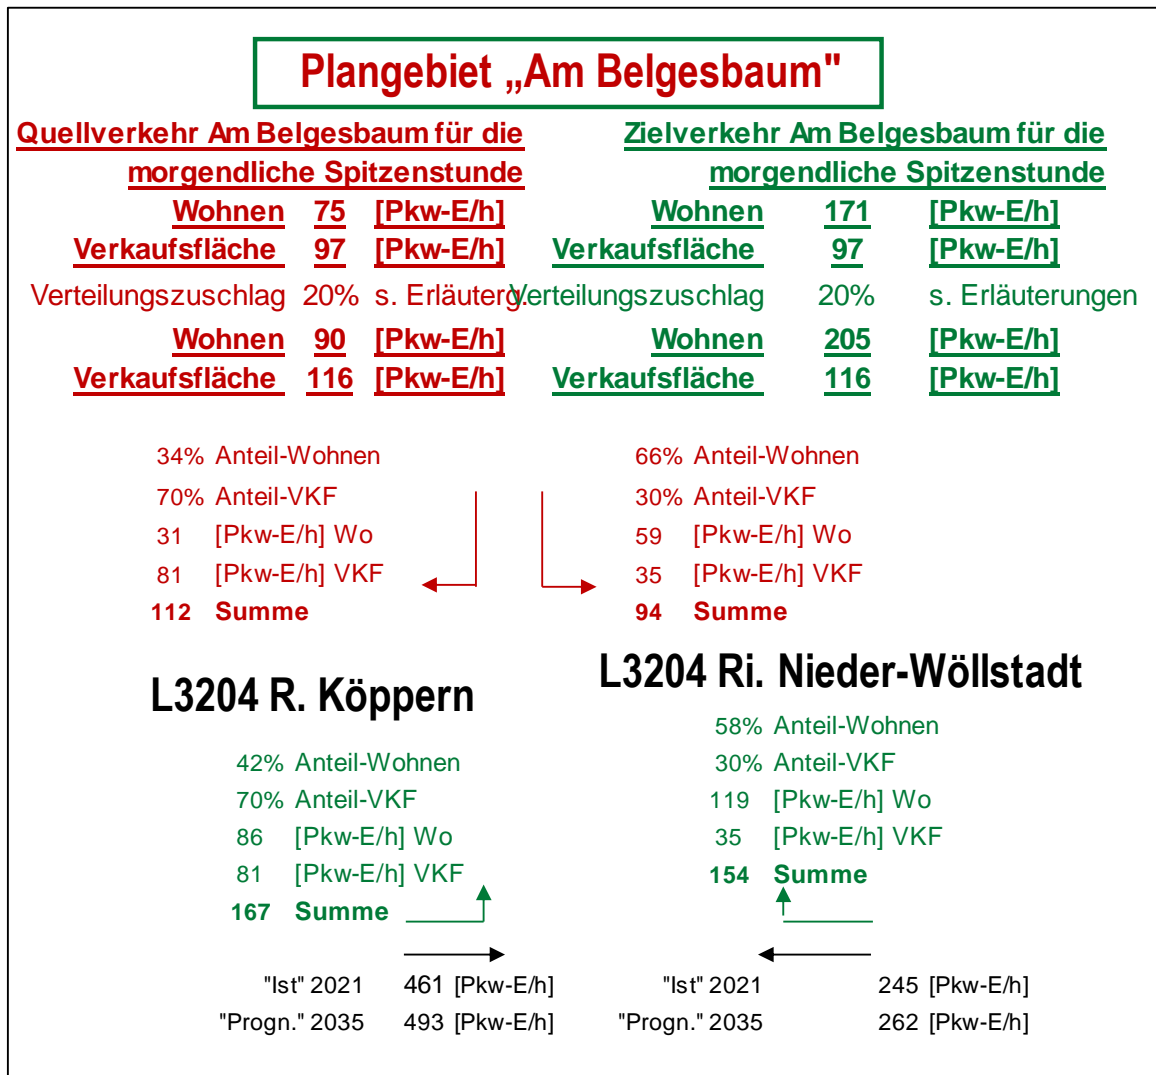 Plangebiet „Am Belgesbaum"
Quellverkehr Am Belgesbaum für die
morgendliche Spitzenstunde
Wohnen 75 [Pkw-E/h]
Verkaufsfläche 97 [Pkw-E/h]
Verteilungszuschlag 20% s. Erläuterg.
Wohnen 90 [Pkw-E/h]
Verkaufsfläche 116 [Pkw-E/h]
Zielverkehr Am Belgesbaum für die
morgendliche Spitzenstunde
Wohnen 171 [Pkw-E/h]
Verkaufsfläche 97 [Pkw-E/h]
Verteilungszuschlag 20% s. Erläuterungen
Wohnen 205 [Pkw-E/h]
Verkaufsfläche 116 [Pkw-E/h]
34% Anteil-Wohnen
70% Anteil-VKF
31 [Pkw-E/h] Wo
81 [Pkw-E/h] VKF
112 Summe
66% Anteil-Wohnen
30% Anteil-VKF
59 [Pkw-E/h] Wo
35 [Pkw-E/h] VKF
94 Summe
L3204 R. Köppern
L3204 Ri. Nieder-Wöllstadt
42% Anteil-Wohnen
70% Anteil-VKF
86 [Pkw-E/h] Wo
81 [Pkw-E/h] VKF
167 Summe
58% Anteil-Wohnen
30% Anteil-VKF
119 [Pkw-E/h] Wo
35 [Pkw-E/h] VKF
154 Summe
"Ist" 2021 461 [Pkw-E/h]
"Progn." 2035 493 [Pkw-E/h]
"Ist" 2021 245 [Pkw-E/h]
"Progn." 2035 262 [Pkw-E/h]